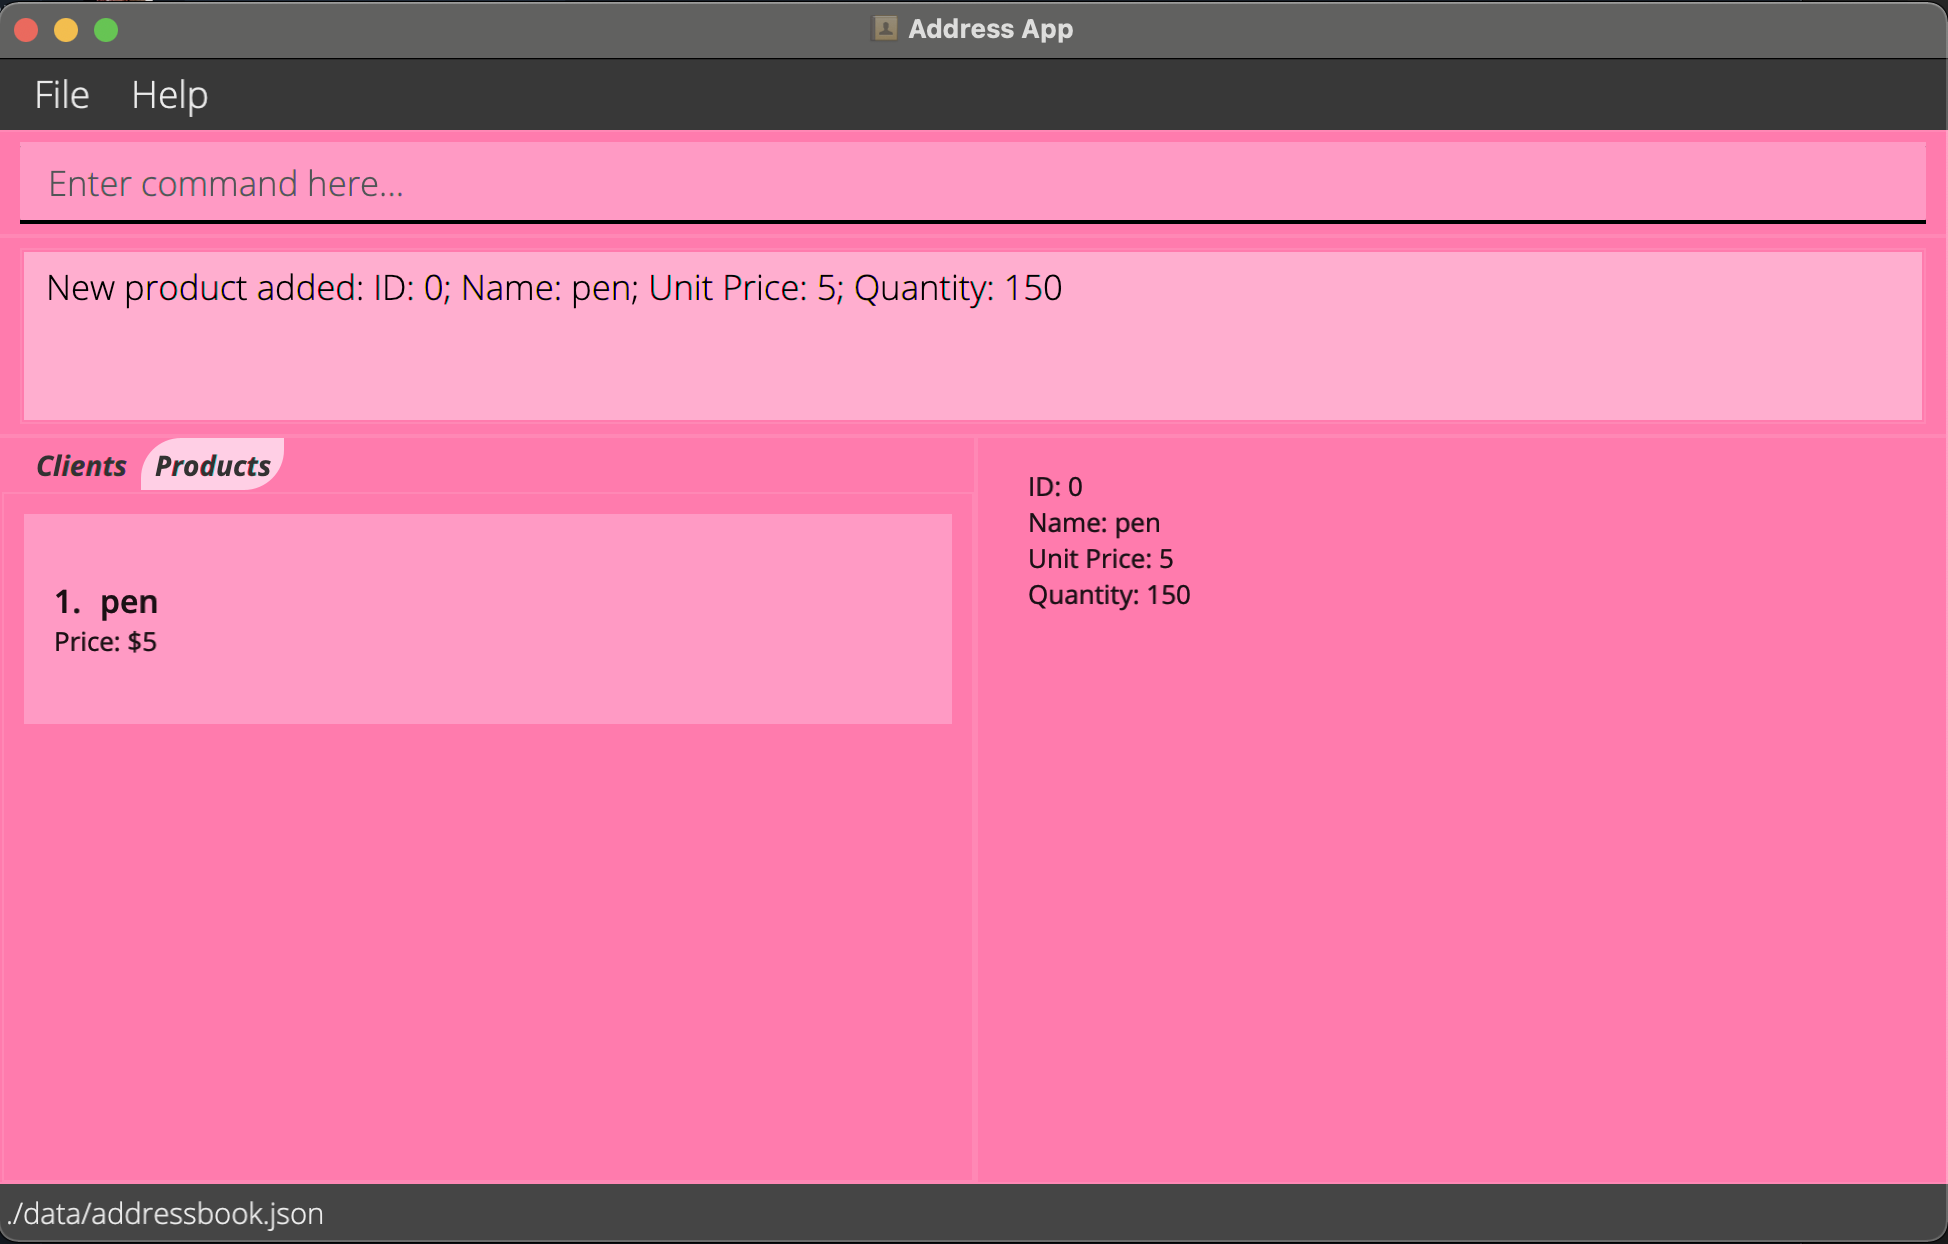 Address App
File Help
Enter command here...
New product added: ID: 0; Name: pen; Unit Price: 5; Quantity: 150
Clients Products
1. pen
Price: $5
ID: 0
Name: pen
Unit Price: 5
Quantity: 150
./data/addressbook.json